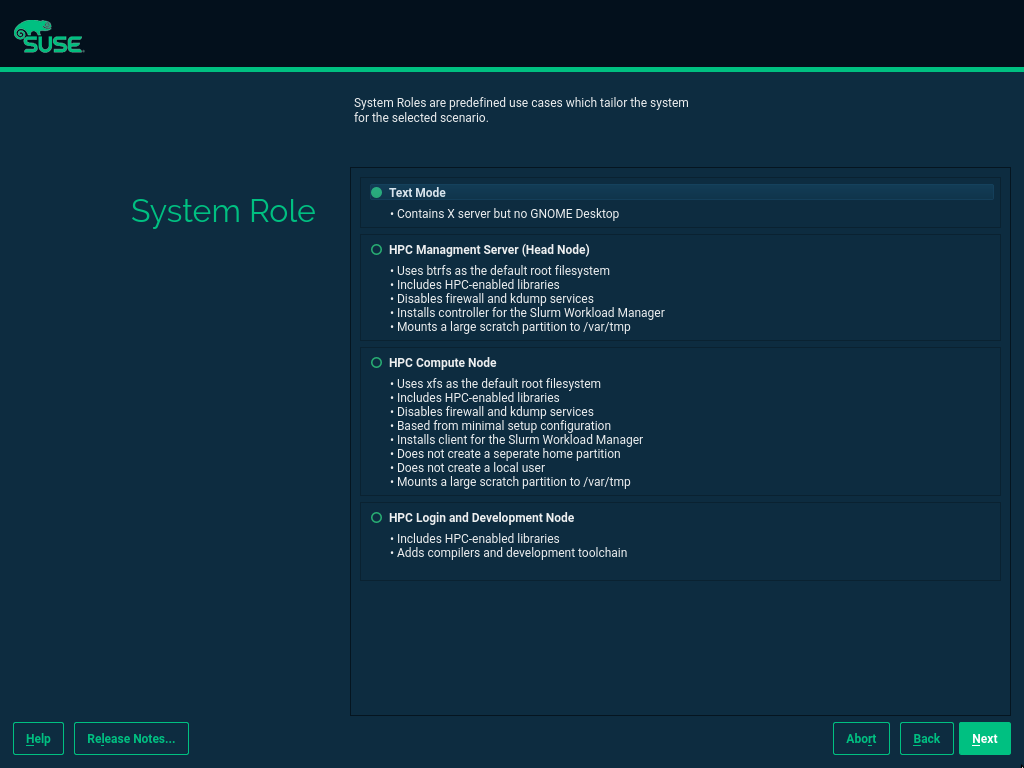 SUSE
System Roles are predefined use cases which tailor the system
for the selected scenario.
System Role
Text Mode
• Contains X server but no GNOME Desktop
HPC Managment Server (Head Node)
• Uses btrfs as the default root filesystem
• Includes HPC-enabled libraries
• Disables firewall and kdump services
• Installs controller for the Slurm Workload Manager
• Mounts a large scratch partition to /var/tmp
HPC Compute Node
• Uses xfs as the default root filesystem
• Includes HPC-enabled libraries
• Disables firewall and kdump services
• Based from minimal setup configuration
• Installs client for the Slurm Workload Manager
• Does not create a seperate home partition
• Does not create a local user
• Mounts a large scratch partition to /var/tmp
HPC Login and Development Node
• Includes HPC-enabled libraries
• Adds compilers and development toolchain
Help
Release Notes...
Abort
Back
Next